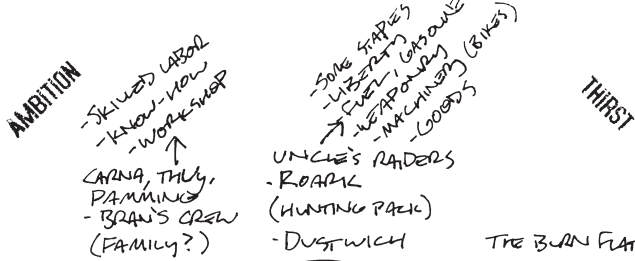 AMBITION
-SKILLED LABOR
-KNOW-HOW
-WORKSHOP
CARNA, THUY,
PAMMING
- BRAN'S CREW
(FAMILY?)
-SOME STAPLES
-LIBERTY
-FUEL, GASOLINE
-WEAPONRY
-MACHINERY (BIKES)
-GOODS
UNCLE'S RAIDERS
- ROARK
(HUNTING PACK)
- DUSTWICH
THIRST
THE BURN FLAT